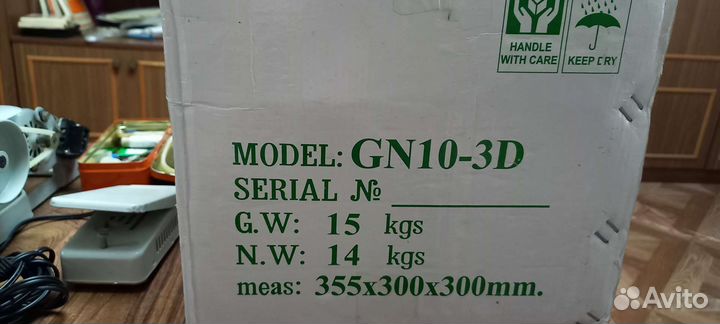 HANDLE
WITH CARE
KEEP DRY
MODEL: GN10-3D
SERIAL №
G.W: 15 kgs
N.W: 14 kgs
meas: 355x300x300mm.
Avito